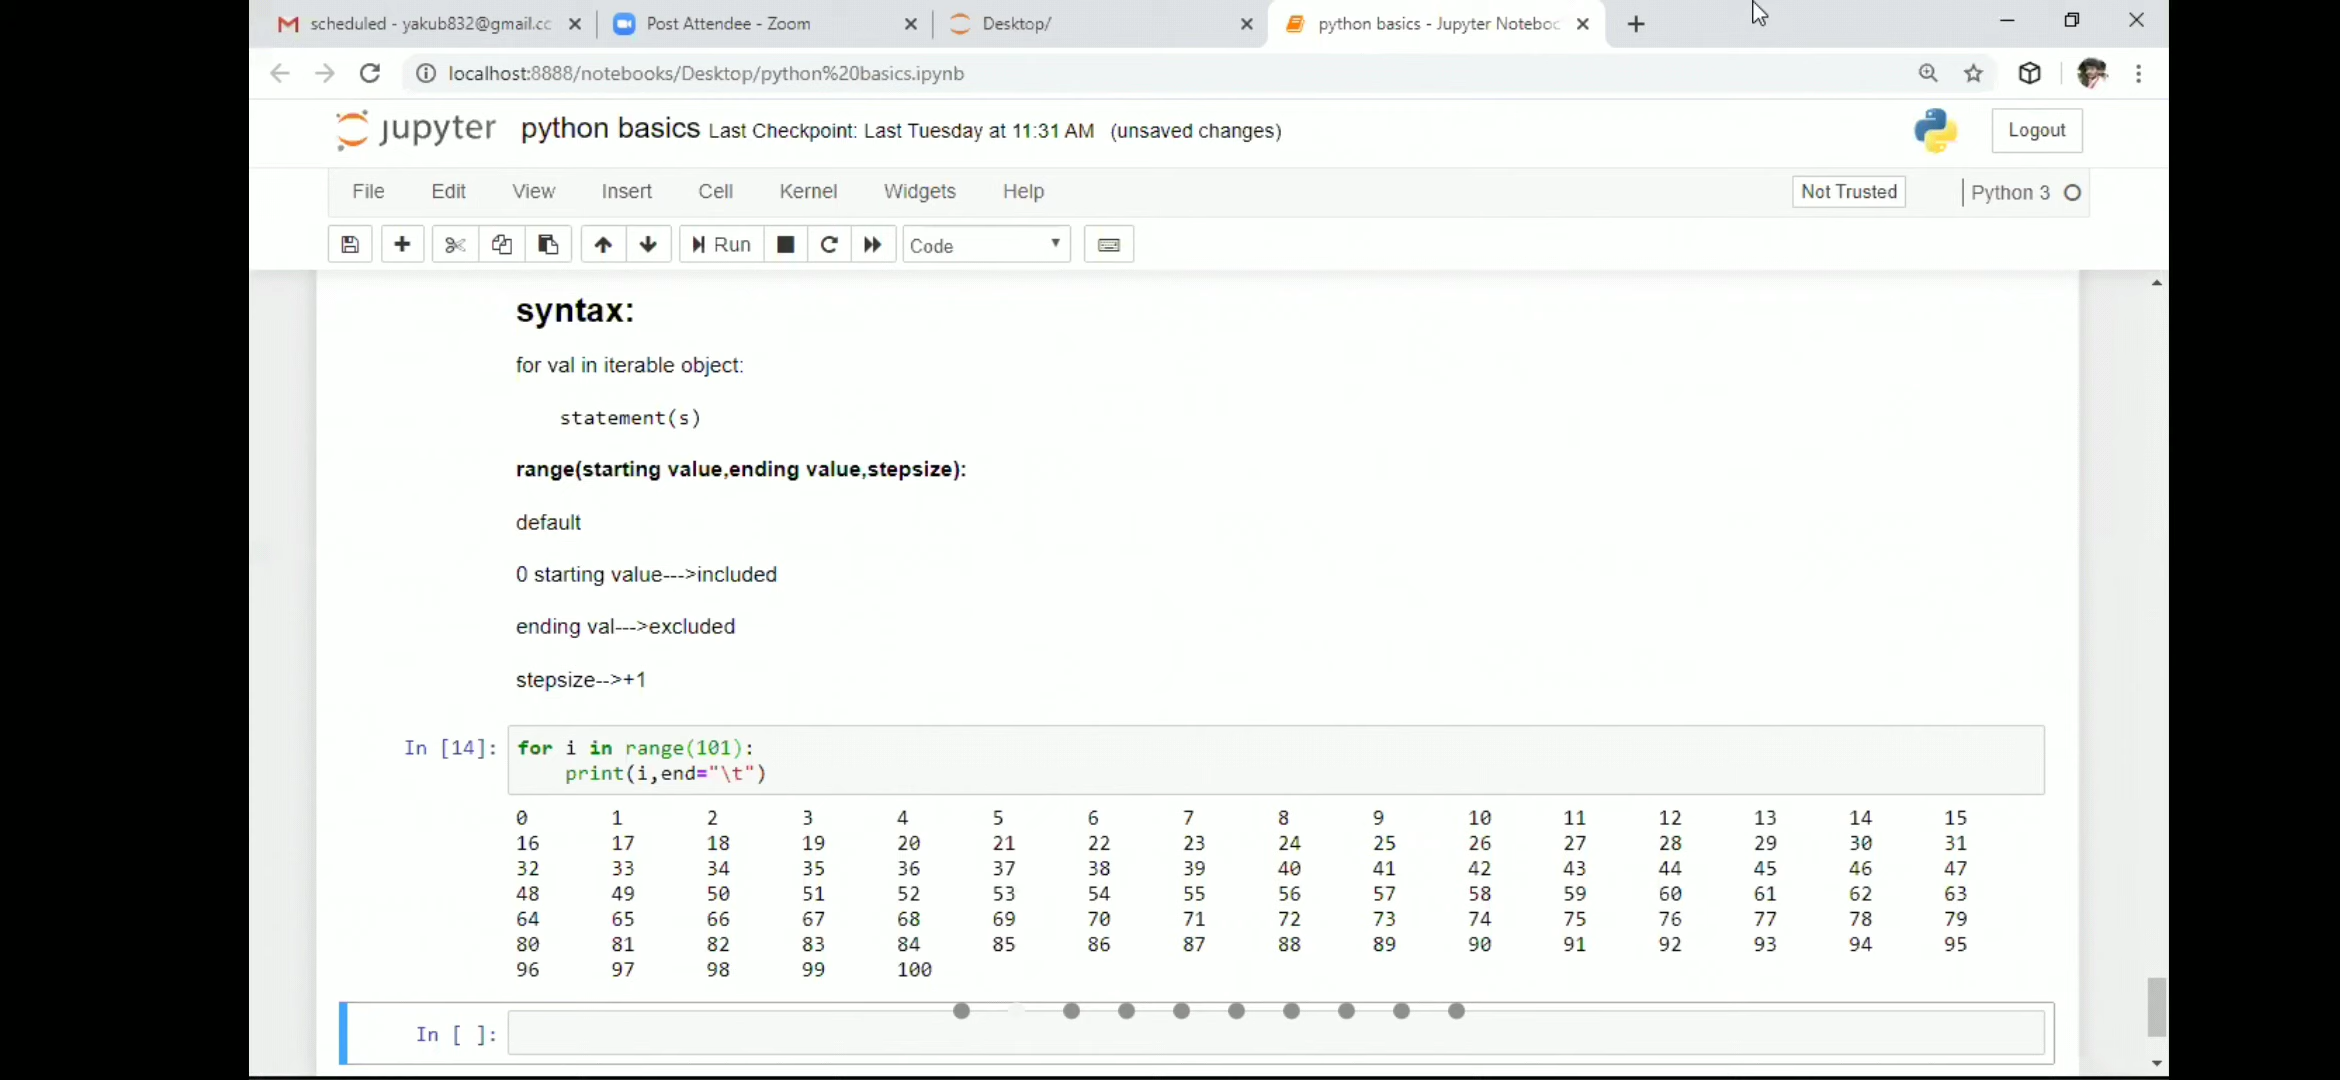 scheduled - yakub832@gmail.cc
Post Attendee - Zoom
Desktop/
python basics - Jupyter Noteboo
localhost:8888/notebooks/Desktop/python%20basics.ipynb
jupyter python basics Last Checkpoint: Last Tuesday at 11:31 AM (unsaved changes)
Logout
File Edit View Insert Cell Kernel Widgets Help
Not Trusted
Python 3
Run
Code
syntax:
for val in iterable object:
statement(s)
range(starting value,ending value,stepsize):
default
0 starting value--->included
ending val--->excluded
stepsize-->+1
In [14]: for i in range(101):
print(i,end="\t")
0 1 2 3 4 5 6 7 8 9 10 11 12 13 14 15
16 17 18 19 20 21 22 23 24 25 26 27 28 29 30 31
32 33 34 35 36 37 38 39 40 41 42 43 44 45 46 47
48 49 50 51 52 53 54 55 56 57 58 59 60 61 62 63
64 65 66 67 68 69 70 71 72 73 74 75 76 77 78 79
80 81 82 83 84 85 86 87 88 89 90 91 92 93 94 95
96 97 98 99 100
In [ ]: